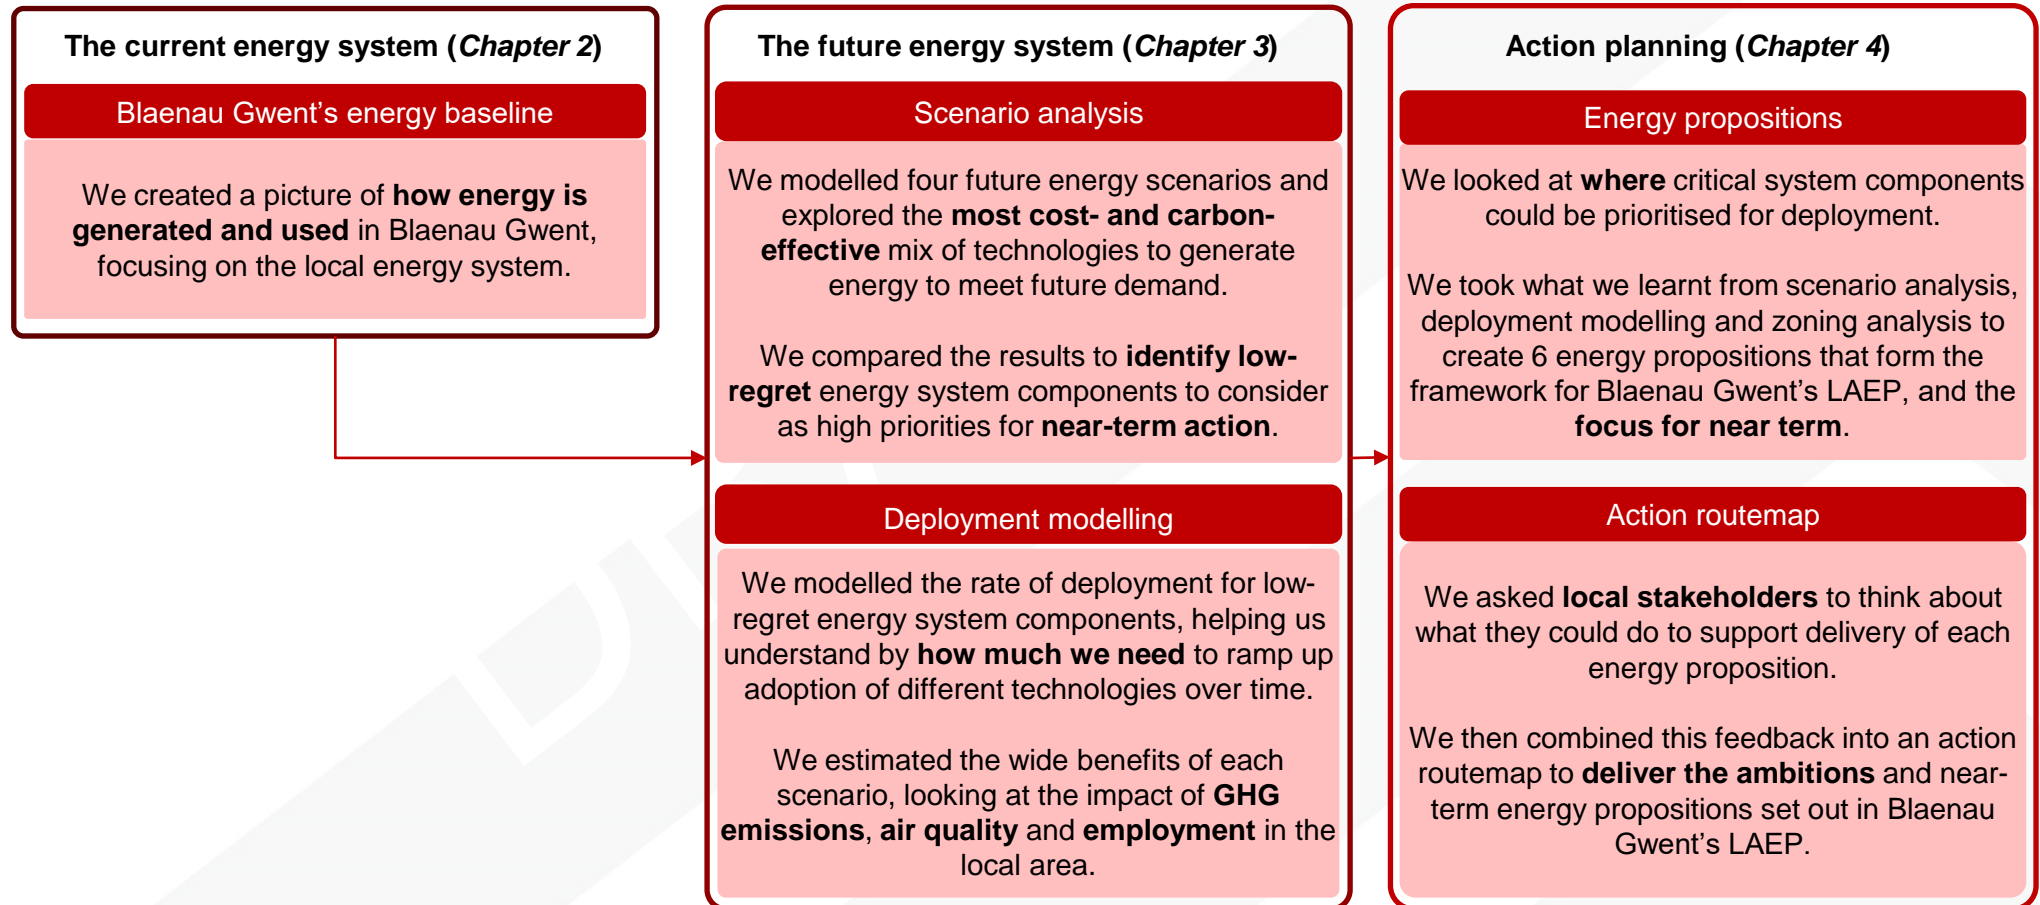 The current energy system (Chapter 2)
Blaenau Gwent's energy baseline
We created a picture of how energy is
generated and used in Blaenau Gwent,
focusing on the local energy system.
The future energy system (Chapter 3)
Scenario analysis
We modelled four future energy scenarios and
explored the most cost- and carbon-
effective mix of technologies to generate
energy to meet future demand.
We compared the results to identify low-
regret energy system components to consider
as high priorities for near-term action.
Deployment modelling
We modelled the rate of deployment for low-
regret energy system components, helping us
understand by how much we need to ramp up
adoption of different technologies over time.
We estimated the wide benefits of each
scenario, looking at the impact of GHG
emissions, air quality and employment in the
local area.
Action planning (Chapter 4)
Energy propositions
We looked at where critical system components
could be prioritised for deployment.
We took what we learnt from scenario analysis,
deployment modelling and zoning analysis to
create 6 energy propositions that form the
framework for Blaenau Gwent's LAEP, and the
focus for near term.
Action routemap
We asked local stakeholders to think about
what they could do to support delivery of each
energy proposition.
We then combined this feedback into an action
routemap to deliver the ambitions and near-
term energy propositions set out in Blaenau
Gwent's LAEP.